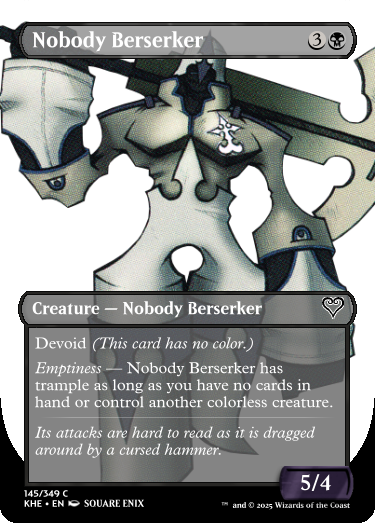 Nobody Berserker 3
Creature — Nobody Berserker
Devoid (This card has no color.)
Emptiness — Nobody Berserker has
trample as long as you have no cards in
hand or control another colorless creature.
Its attacks are hard to read as it is dragged
around by a cursed hammer.
5/4
145/349 C
KHE • EN SQUARE ENIX
™ and © 2025 Wizards of the Coast